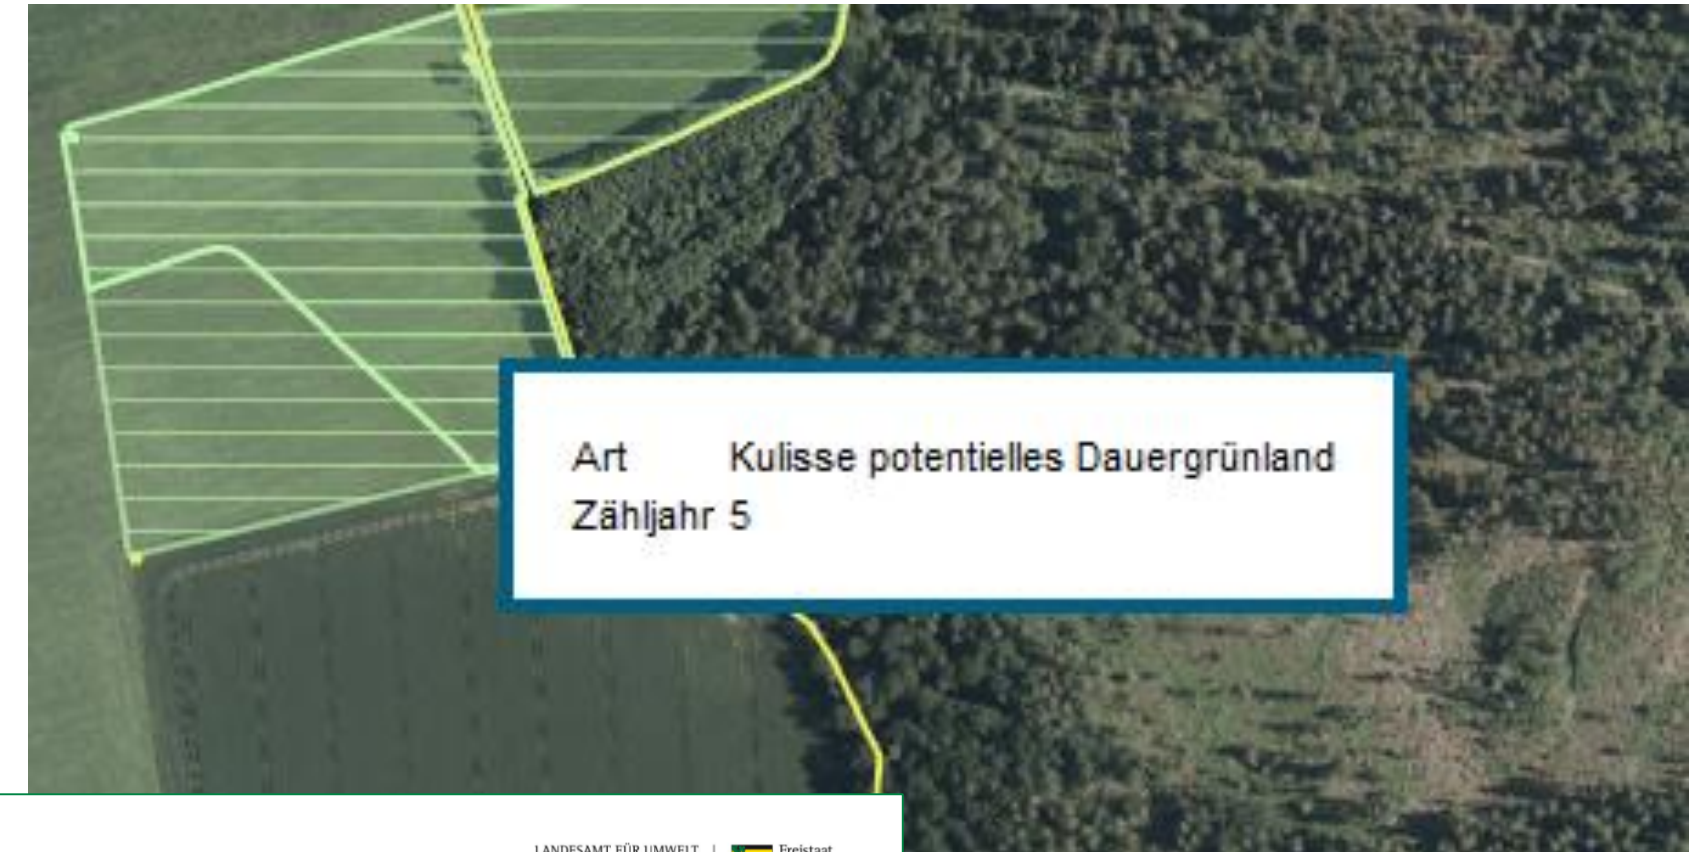 Art Kulisse potentielles Dauergrünland
Zähljahr 5
LANDESAMT FÜR UMWELT
Freistaat